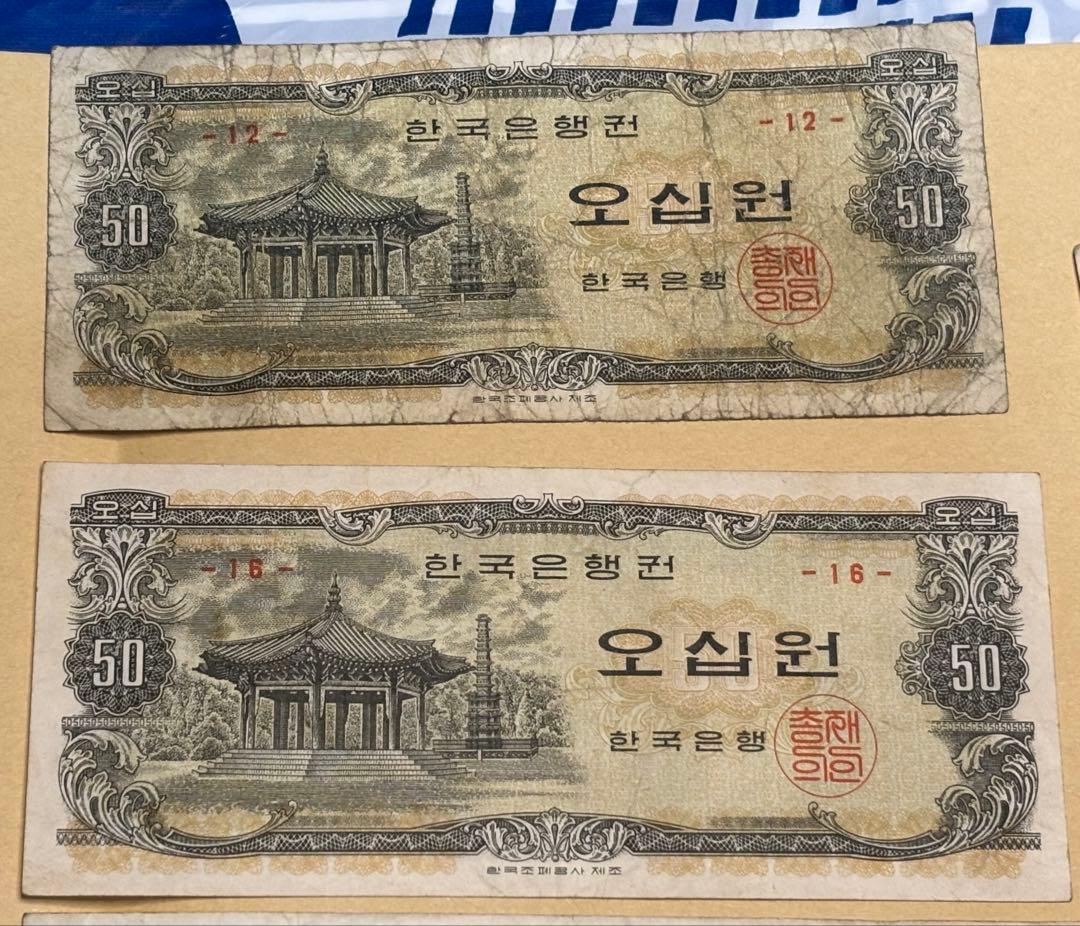 오십 오십
-12- 한국은행권 -12-
50 오십원 50
한국은행 총재의인
한국조폐공사 제조
오십 오십
-16- 한국은행권 -16-
50 오십원 50
한국은행 총재의인
한국조폐공사 제조